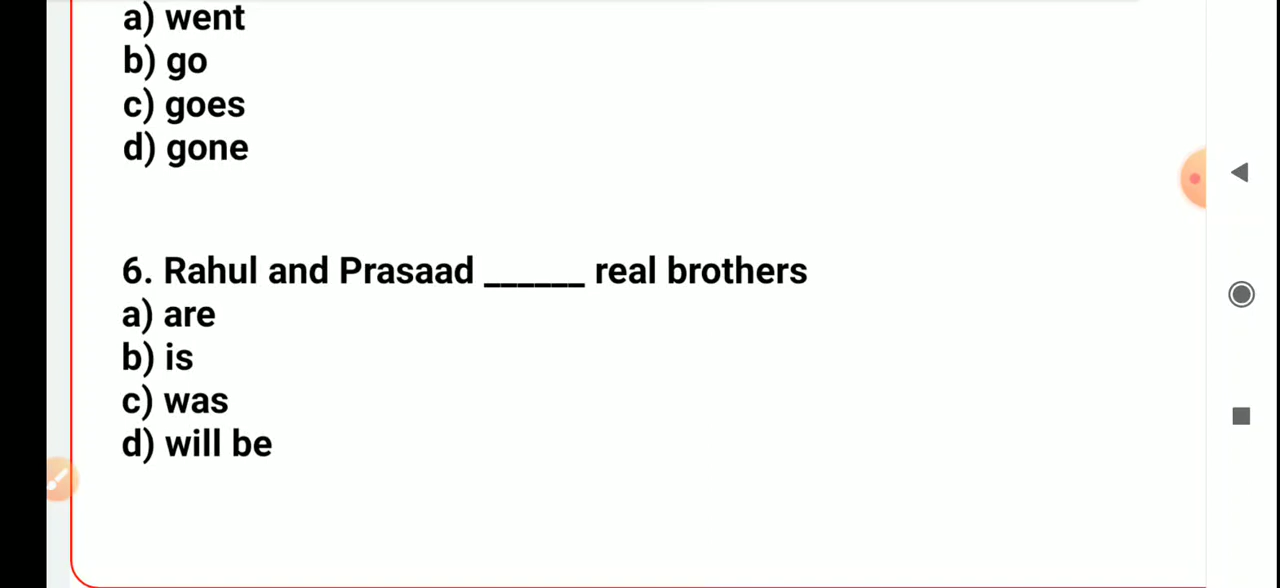 a) went
b) go
c) goes
d) gone
6. Rahul and Prasaad ______ real brothers
a) are
b) is
c) was
d) will be